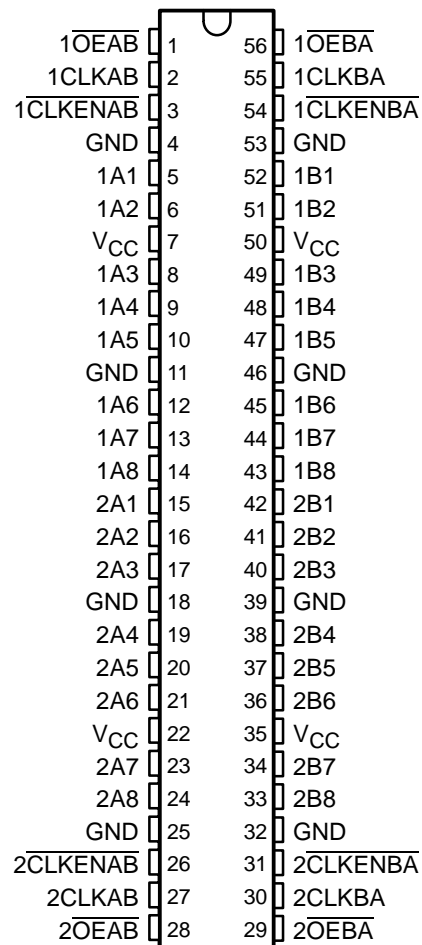 1OEAB 1 56 1OEBA
1CLKAB 2 55 1CLKBA
1CLKENAB 3 54 1CLKENBA
GND 4 53 GND
1A1 5 52 1B1
1A2 6 51 1B2
VCC 7 50 VCC
1A3 8 49 1B3
1A4 9 48 1B4
1A5 10 47 1B5
GND 11 46 GND
1A6 12 45 1B6
1A7 13 44 1B7
1A8 14 43 1B8
2A1 15 42 2B1
2A2 16 41 2B2
2A3 17 40 2B3
GND 18 39 GND
2A4 19 38 2B4
2A5 20 37 2B5
2A6 21 36 2B6
VCC 22 35 VCC
2A7 23 34 2B7
2A8 24 33 2B8
GND 25 32 GND
2CLKENAB 26 31 2CLKENBA
2CLKAB 27 30 2CLKBA
2OEAB 28 29 2OEBA